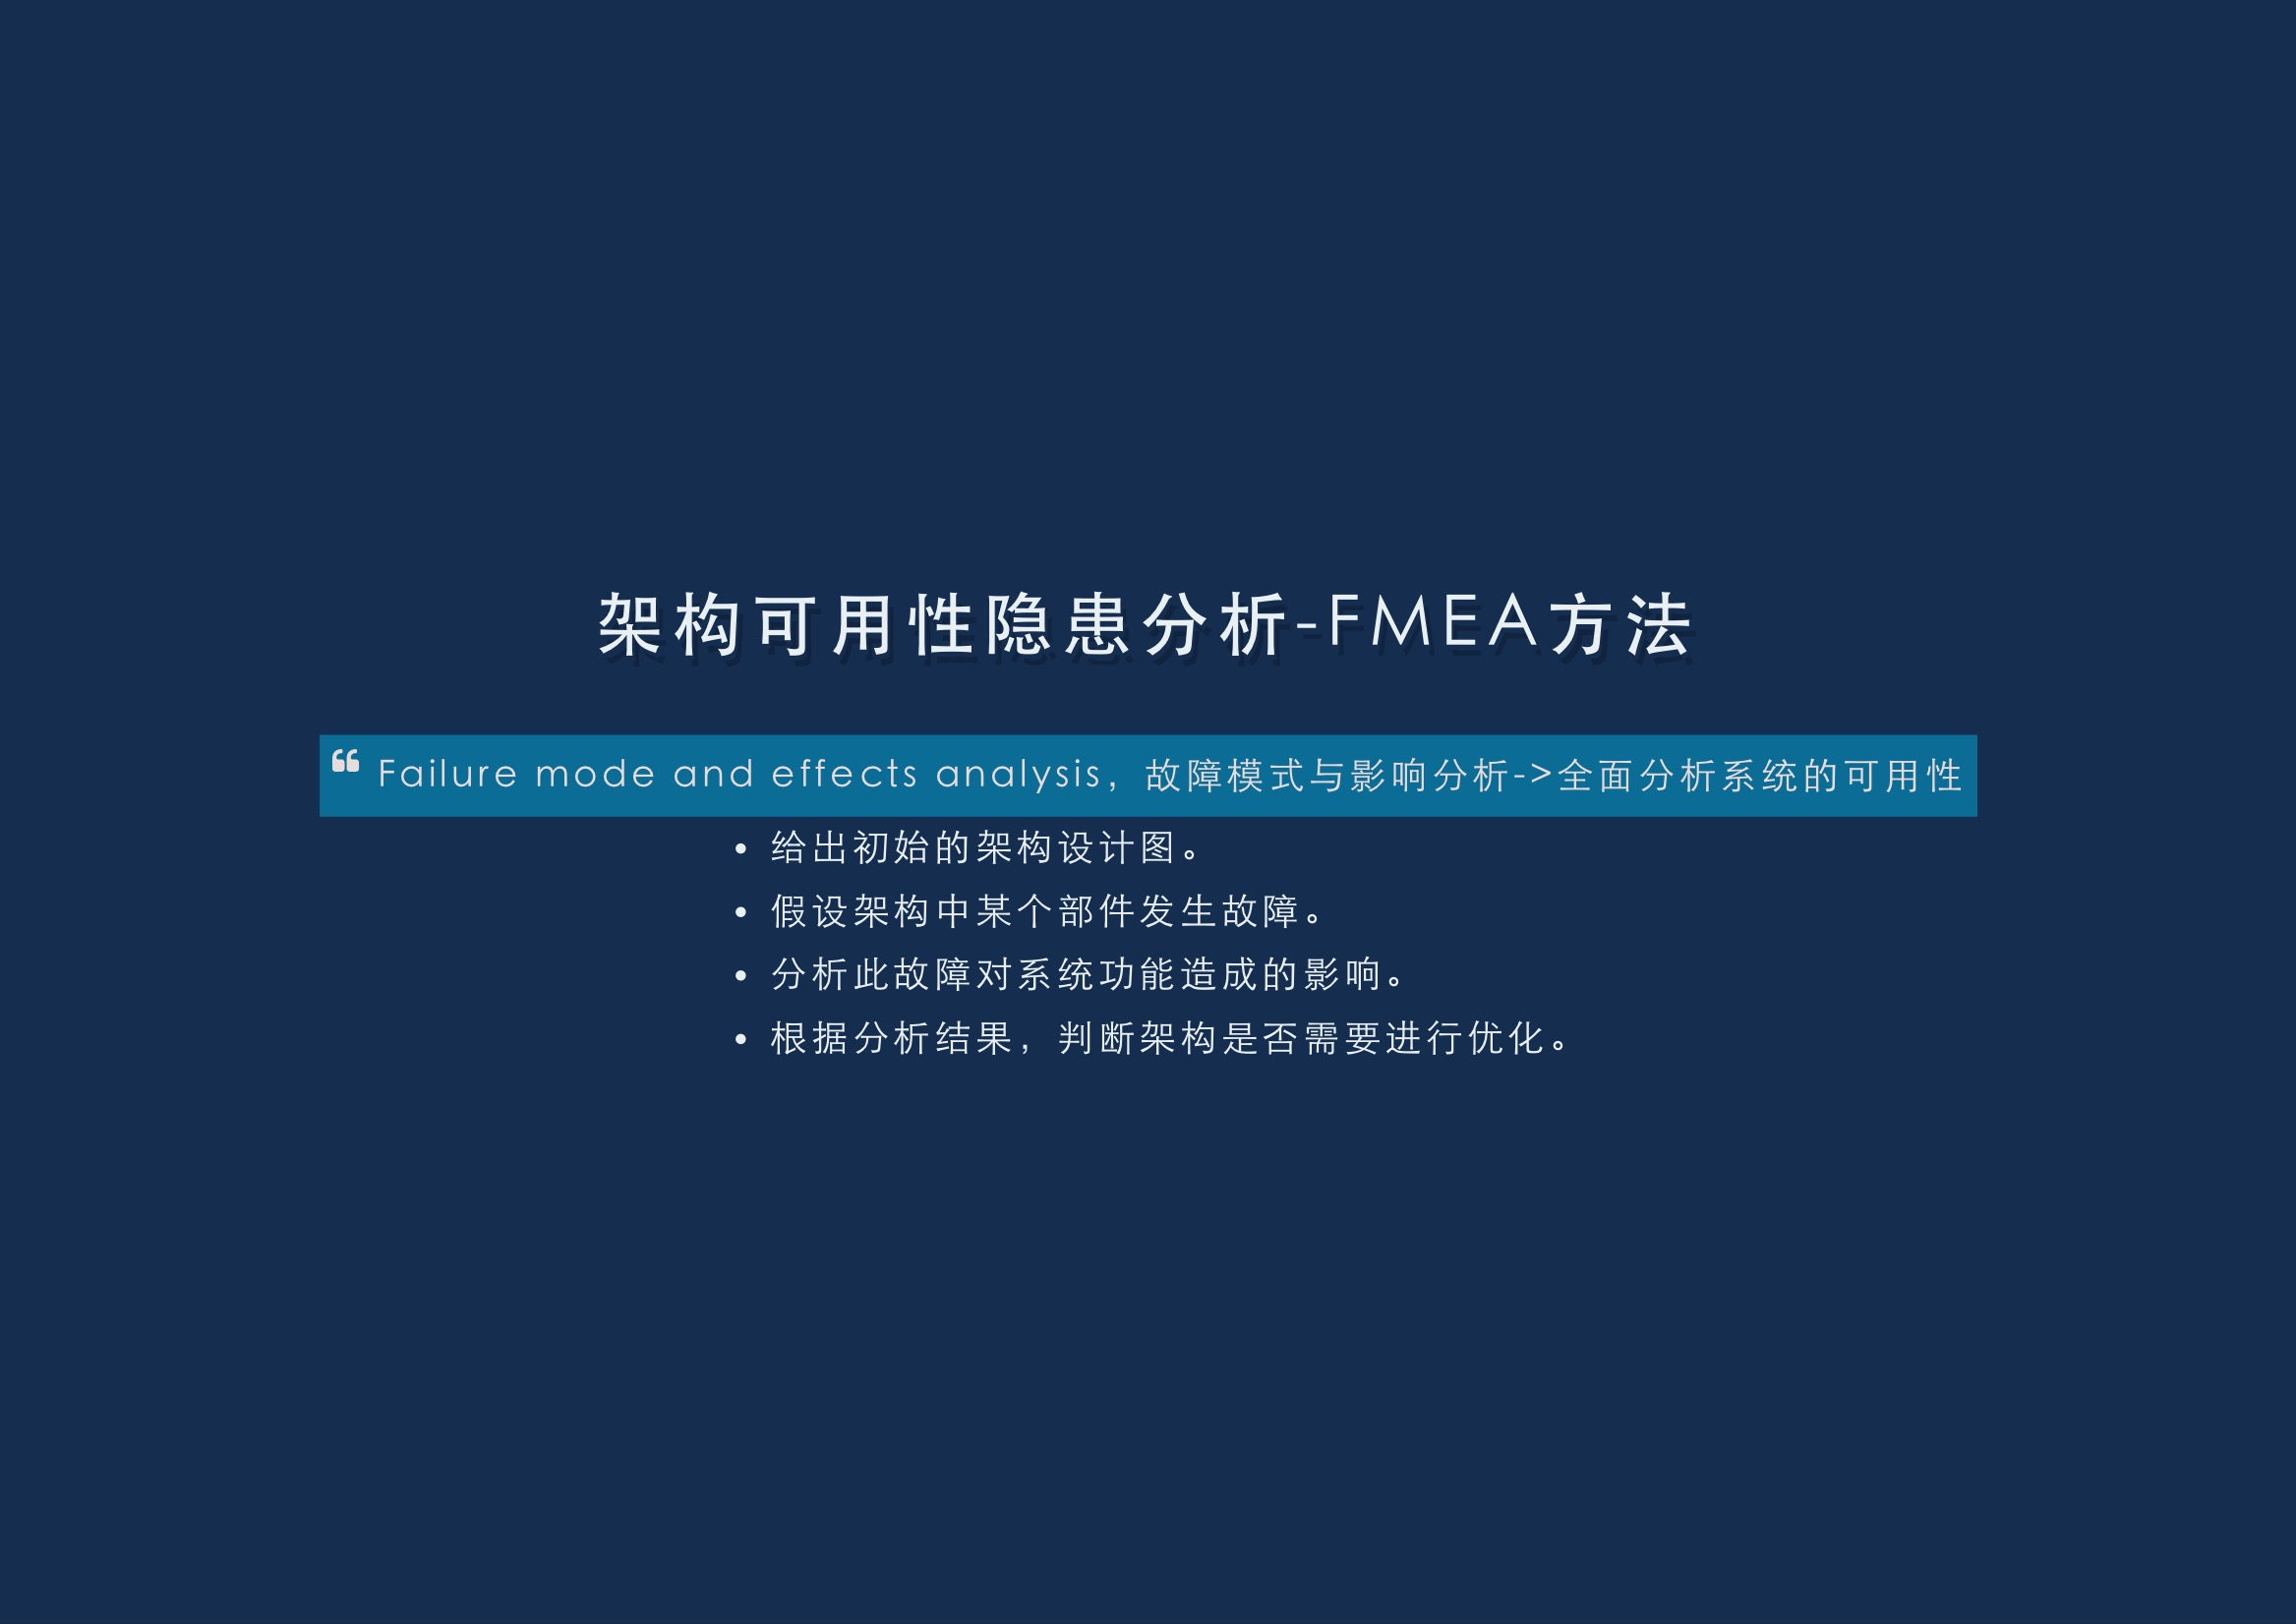 架构可用性隐患分析-FMEA方法
❝ Failure mode and effects analysis，故障模式与影响分析->全面分析系统的可用性
• 给出初始的架构设计图。
• 假设架构中某个部件发生故障。
• 分析此故障对系统功能造成的影响。
• 根据分析结果，判断架构是否需要进行优化。